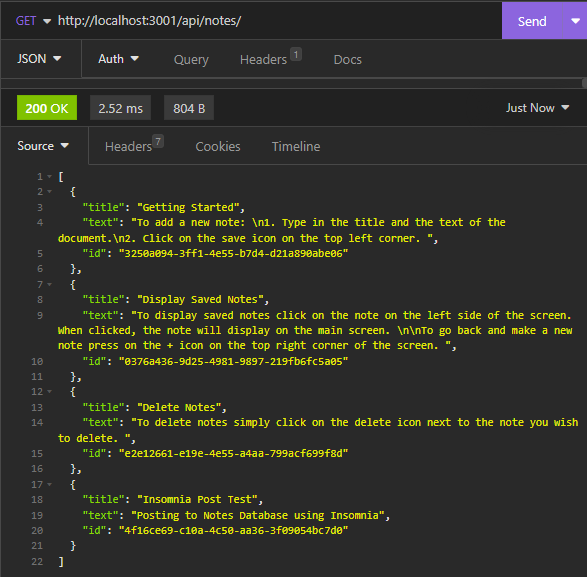 GET http://localhost:3001/api/notes/ Send
JSON Auth Query Headers 1 Docs
200 OK 2.52 ms 804 B Just Now
Source Headers 7 Cookies Timeline
1 [
2 {
3 "title": "Getting Started",
4 "text": "To add a new note: \n1. Type in the title and the text of the
document.\n2. Click on the save icon on the top left corner. ",
5 "id": "3250a094-3ff1-4e55-b7d4-d21a890abe06"
6 },
7 {
8 "title": "Display Saved Notes",
9 "text": "To display saved notes click on the note on the left side of the screen.
When clicked, the note will display on the main screen. \n\nTo go back and make a new
note press on the + icon on the top right corner of the screen. ",
10 "id": "0376a436-9d25-4981-9897-219fb6fc5a05"
11 },
12 {
13 "title": "Delete Notes",
14 "text": "To delete notes simply click on the delete icon next to the note you wish
to delete. ",
15 "id": "e2e12661-e19e-4e55-a4aa-799acf699f8d"
16 },
17 {
18 "title": "Insomnia Post Test",
19 "text": "Posting to Notes Database using Insomnia",
20 "id": "4f16ce69-c10a-4c50-aa36-3f09054bc7d0"
21 }
22 ]